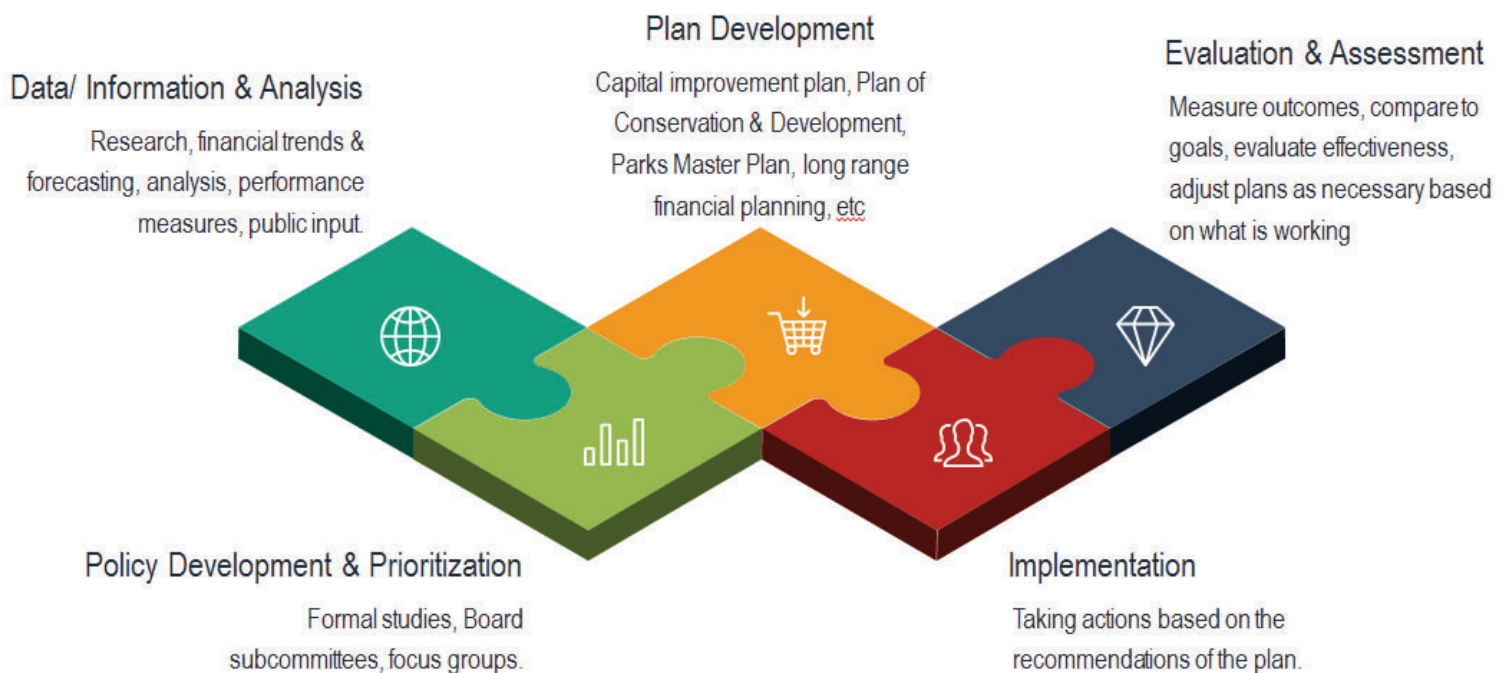 Data/ Information & Analysis
Research, financial trends &
forecasting, analysis, performance
measures, public input.
Plan Development
Capital improvement plan, Plan of
Conservation & Development,
Parks Master Plan, long range
financial planning, etc
Evaluation & Assessment
Measure outcomes, compare to
goals, evaluate effectiveness,
adjust plans as necessary based
on what is working
Policy Development & Prioritization
Formal studies, Board
subcommittees, focus groups.
Implementation
Taking actions based on the
recommendations of the plan.